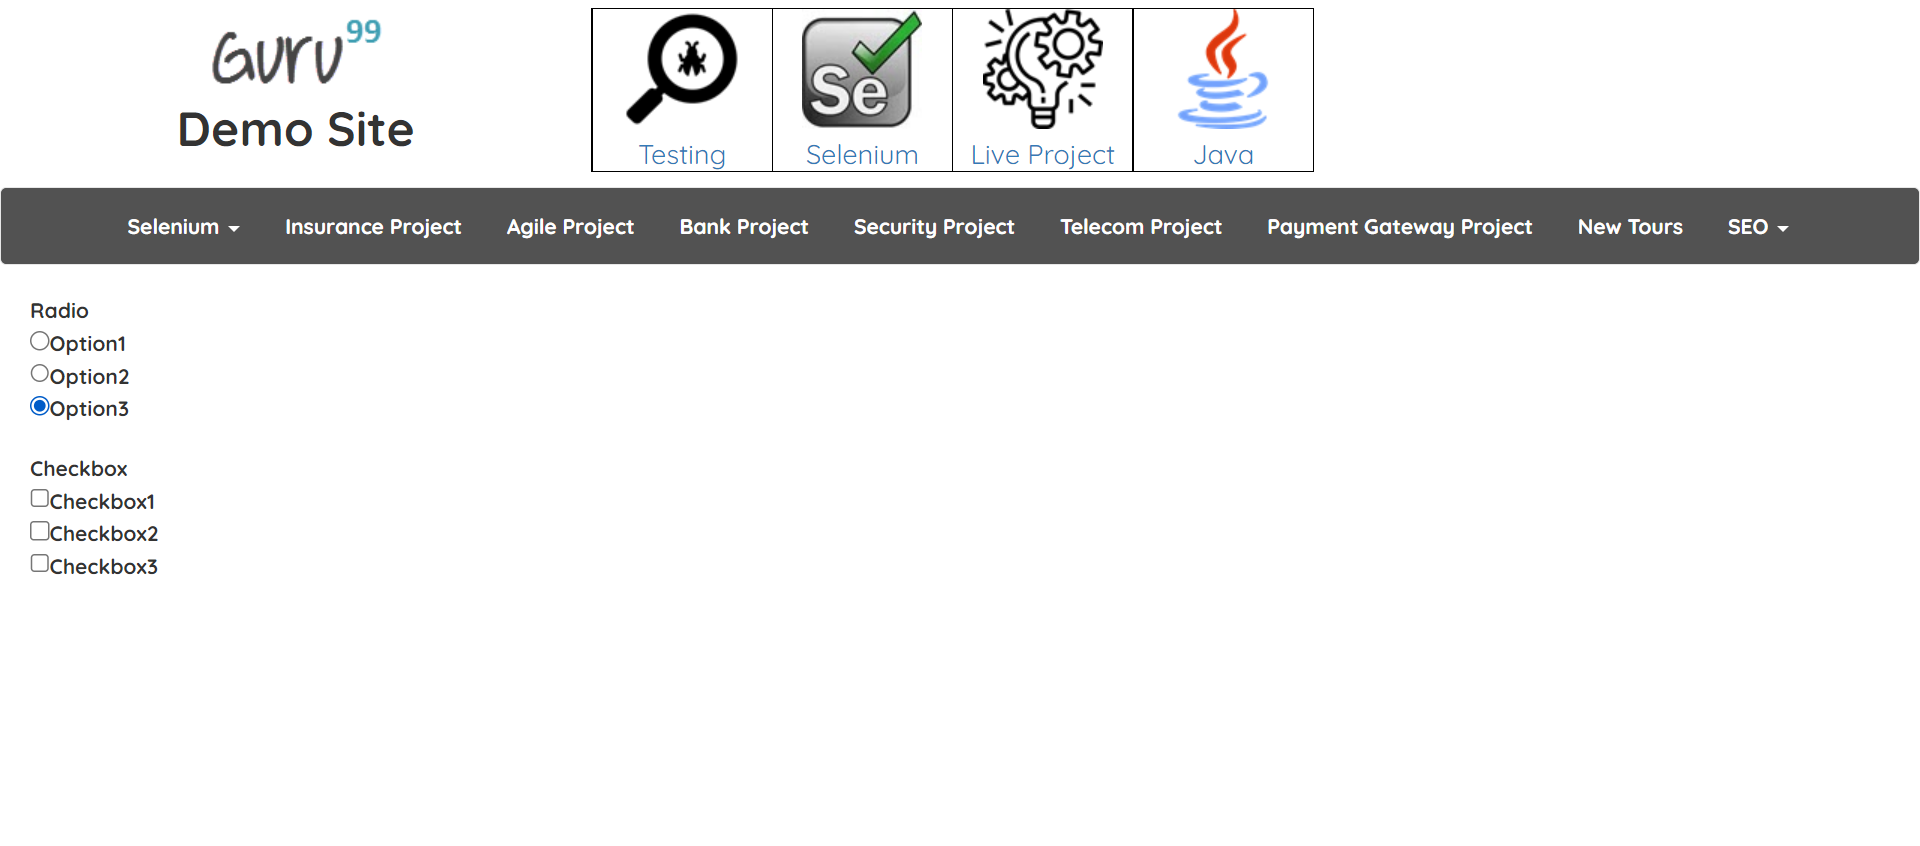 Guru99
Demo Site
Se
Testing
Selenium
Live Project
Java
Selenium
Insurance Project
Agile Project
Bank Project
Security Project
Telecom Project
Payment Gateway Project
New Tours
SEO
Radio
Option1
Option2
Option3
Checkbox
Checkbox1
Checkbox2
Checkbox3